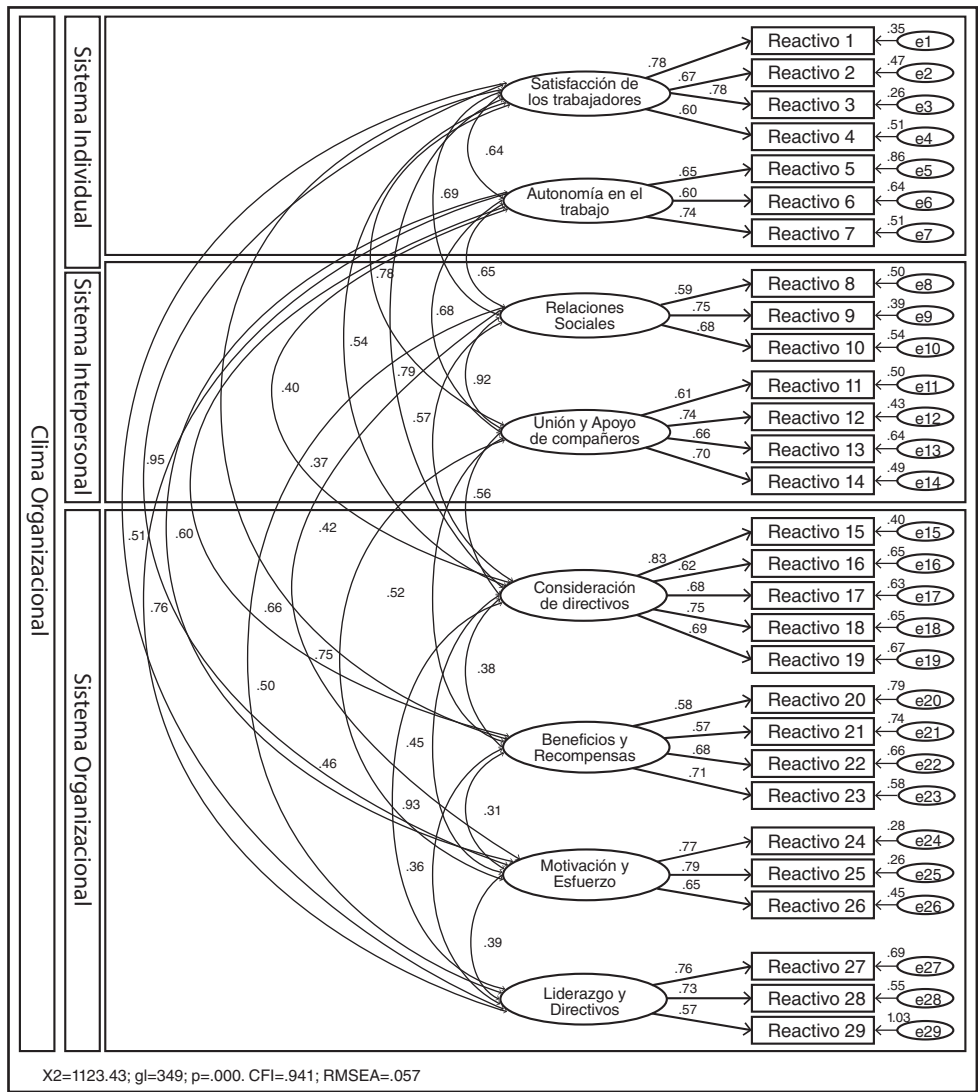 Clima Organizacional
Sistema Individual
Sistema Interpersonal
Sistema Organizacional
Satisfacción de
los trabajadores
Autonomía en el
trabajo
Relaciones
Sociales
Unión y Apoyo
de compañeros
Consideración
de directivos
Beneficios y
Recompensas
Motivación y
Esfuerzo
Liderazgo y
Directivos
.78 Reactivo 1 .35 e1
.67 Reactivo 2 .47 e2
.78 Reactivo 3 .26 e3
.60 Reactivo 4 .51 e4
.65 Reactivo 5 .86 e5
.60 Reactivo 6 .64 e6
.74 Reactivo 7 .51 e7
.59 Reactivo 8 .50 e8
.75 Reactivo 9 .39 e9
.68 Reactivo 10 .54 e10
.61 Reactivo 11 .50 e11
.74 Reactivo 12 .43 e12
.66 Reactivo 13 .64 e13
.70 Reactivo 14 .49 e14
.83 Reactivo 15 .40 e15
.62 Reactivo 16 .65 e16
.68 Reactivo 17 .63 e17
.75 Reactivo 18 .65 e18
.69 Reactivo 19 .67 e19
.58 Reactivo 20 .79 e20
.57 Reactivo 21 .74 e21
.68 Reactivo 22 .66 e22
.71 Reactivo 23 .58 e23
.77 Reactivo 24 .28 e24
.79 Reactivo 25 .26 e25
.65 Reactivo 26 .45 e26
.76 Reactivo 27 .69 e27
.73 Reactivo 28 .55 e28
.57 Reactivo 29 1.03 e29
.64
.69
.65
.78
.68
.54
.79
.92
.40
.57
.95
.37
.56
.51
.60
.42
.52
.76
.66
.75
.38
.50
.45
.46
.93
.31
.36
.39
X2=1123.43; gl=349; p=.000. CFI=.941; RMSEA=.057